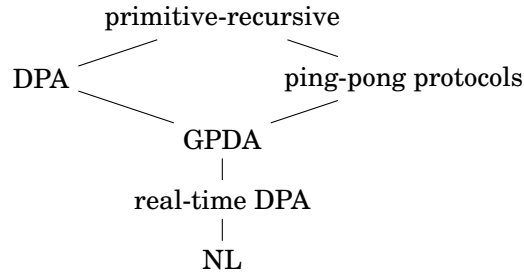 primitive-recursive
DPA
ping-pong protocols
GPDA
real-time DPA
NL